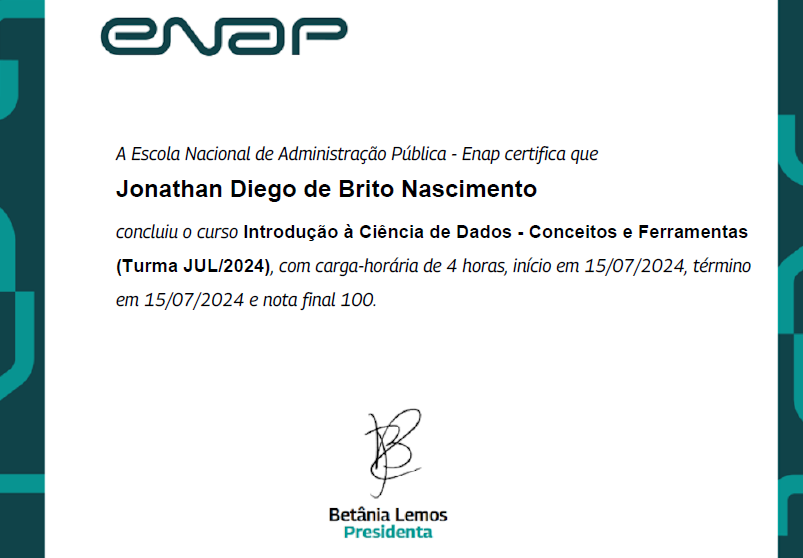 enap
A Escola Nacional de Administração Pública - Enap certifica que
Jonathan Diego de Brito Nascimento
concluiu o curso Introdução à Ciência de Dados - Conceitos e Ferramentas
(Turma JUL/2024), com carga-horária de 4 horas, início em 15/07/2024, término
em 15/07/2024 e nota final 100.
Betânia Lemos
Presidenta